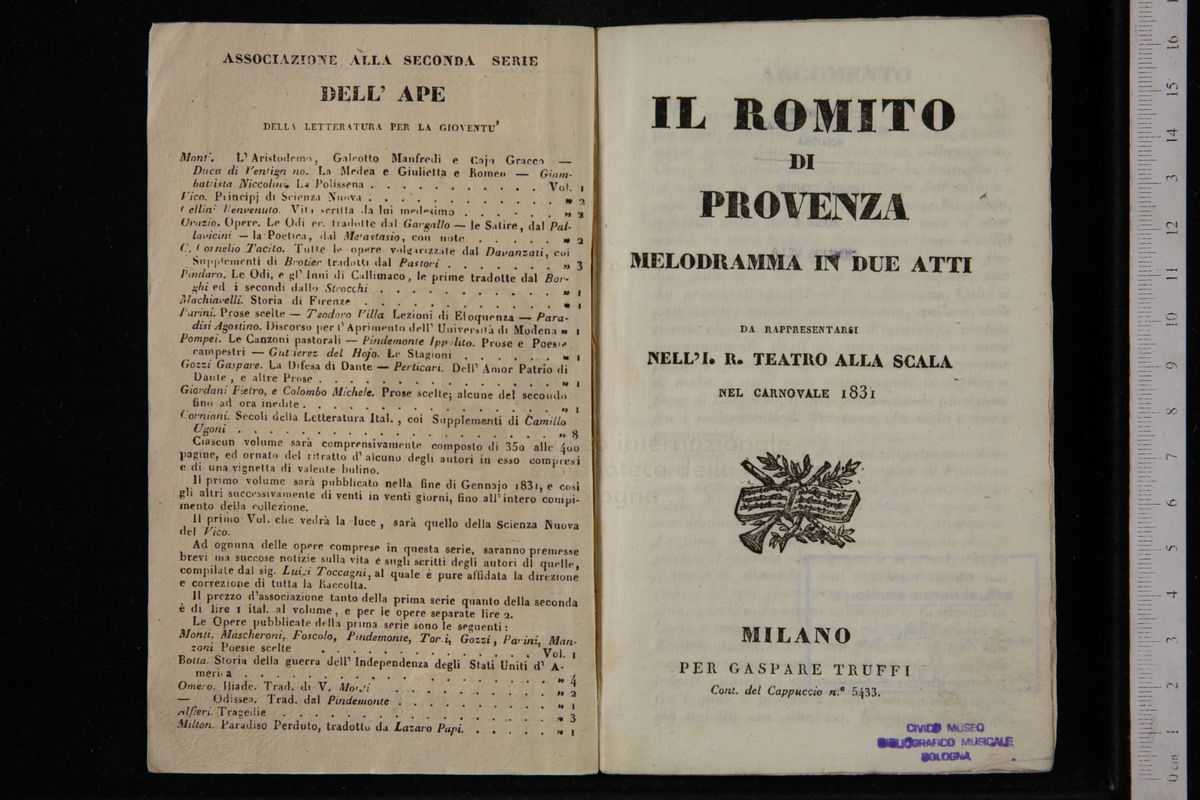 ASSOCIAZIONE ALLA SECONDA SERIE
DELL' APE
DELLA LETTERATURA PER LA GIOVENTU'
Monti. L'Aristodemo, Galeotto Manfredi e Cajo Gracco —
Duca di Ventignano. La Medea e Giulietta e Romeo — Giam-
battista Niccolini. La Polissena . . . . . . . . . . Vol. 1
Vico. Principj di Scienza Nuova . . . . . . . . . . » 2
Cellini Benvenuto. Vita scritta da lui medesimo . . . . . . » 2
Orazio. Opere. Le Odi ec. tradotte dal Gargallo — le Satire, dal Pal-
lavicini — la Poetica, dal Metastasio, con note . . . . . » 2
C. Cornelio Tacito. Tutte le opere volgarizzate dal Davanzati, coi
Supplementi di Brotier tradotti dal Pastori . . . . . . » 3
Pindaro. Le Odi, e gl' Inni di Callimaco, le prime tradotte dal Bor-
ghi ed i secondi dallo Strocchi . . . . . . . . . » 1
Machiavelli. Storia di Firenze . . . . . . . . . . » 1
Parini. Prose scelte — Teodoro Villa Lezioni di Eloquenza — Para-
disi Agostino. Discorso per l'Aprimento dell' Università di Modena » 1
Pompei. Le Canzoni pastorali — Pindemonte Ippolito. Prose e Poesie
campestri — Gutierez del Hojo. Le Stagioni . . . . . . » 1
Gozzi Gaspare. La Difesa di Dante — Perticari. Dell' Amor Patrio di
Dante, e altre Prose . . . . . . . . . . . . » 1
Giordani Pietro, e Colombo Michele. Prose scelte; alcune del secondo
fino ad ora inedite . . . . . . . . . . . . . » 1
Corniani. Secoli della Letteratura Ital., coi Supplementi di Camillo
Ugoni . . . . . . . . . . . . . . . . » 8
Ciascun volume sarà comprensivamente composto di 350 alle 400
pagine, ed ornato del ritratto d'alcuno degli autori in esso compresi
e di una vignetta di valente bulino.
Il primo volume sarà pubblicato nella fine di Gennajo 1831, e così
gli altri successivamente di venti in venti giorni, fino all'intero compi-
mento della collezione.
Il primo Vol. che vedrà la luce, sarà quello della Scienza Nuova
del Vico.
Ad ognuna delle opere comprese in questa serie, saranno premesse
brevi ma succose notizie sulla vita e sugli scritti degli autori di quelle,
compilate dal sig. Luigi Toccagni, al quale è pure affidata la direzione
e correzione di tutta la Raccolta.
Il prezzo d'associazione tanto della prima serie quanto della seconda
è di lire 1 ital. al volume, e per le opere separate lire 2.
Le Opere pubblicate della prima serie sono le seguenti:
Monti, Mascheroni, Foscolo, Pindemonte, Torti, Gozzi, Parini, Man-
zoni Poesie scelte . . . . . . . . . . . . Vol. 1
Botta. Storia della guerra dell' Independenza degli Stati Uniti d' A-
merica . . . . . . . . . . . . . . . » 4
Omero. Iliade. Trad. di V. Monti . . . . . . . . . » 2
— Odissea. Trad. dal Pindemonte . . . . . . . . . » 1
Alfieri. Tragedie . . . . . . . . . . . . . . » 3
Milton. Paradiso Perduto, tradotto da Lazaro Papi. . . . . . » 1
IL ROMITO
DI
PROVENZA
MELODRAMMA IN DUE ATTI
DA RAPPRESENTARSI
NELL'I. R. TEATRO ALLA SCALA
NEL CARNOVALE 1831
MILANO
PER GASPARE TRUFFI
Cont. del Cappuccio n.º 5433.
CIVICO MUSEO
BIBLIOGRAFICO MUSICALE
BOLOGNA